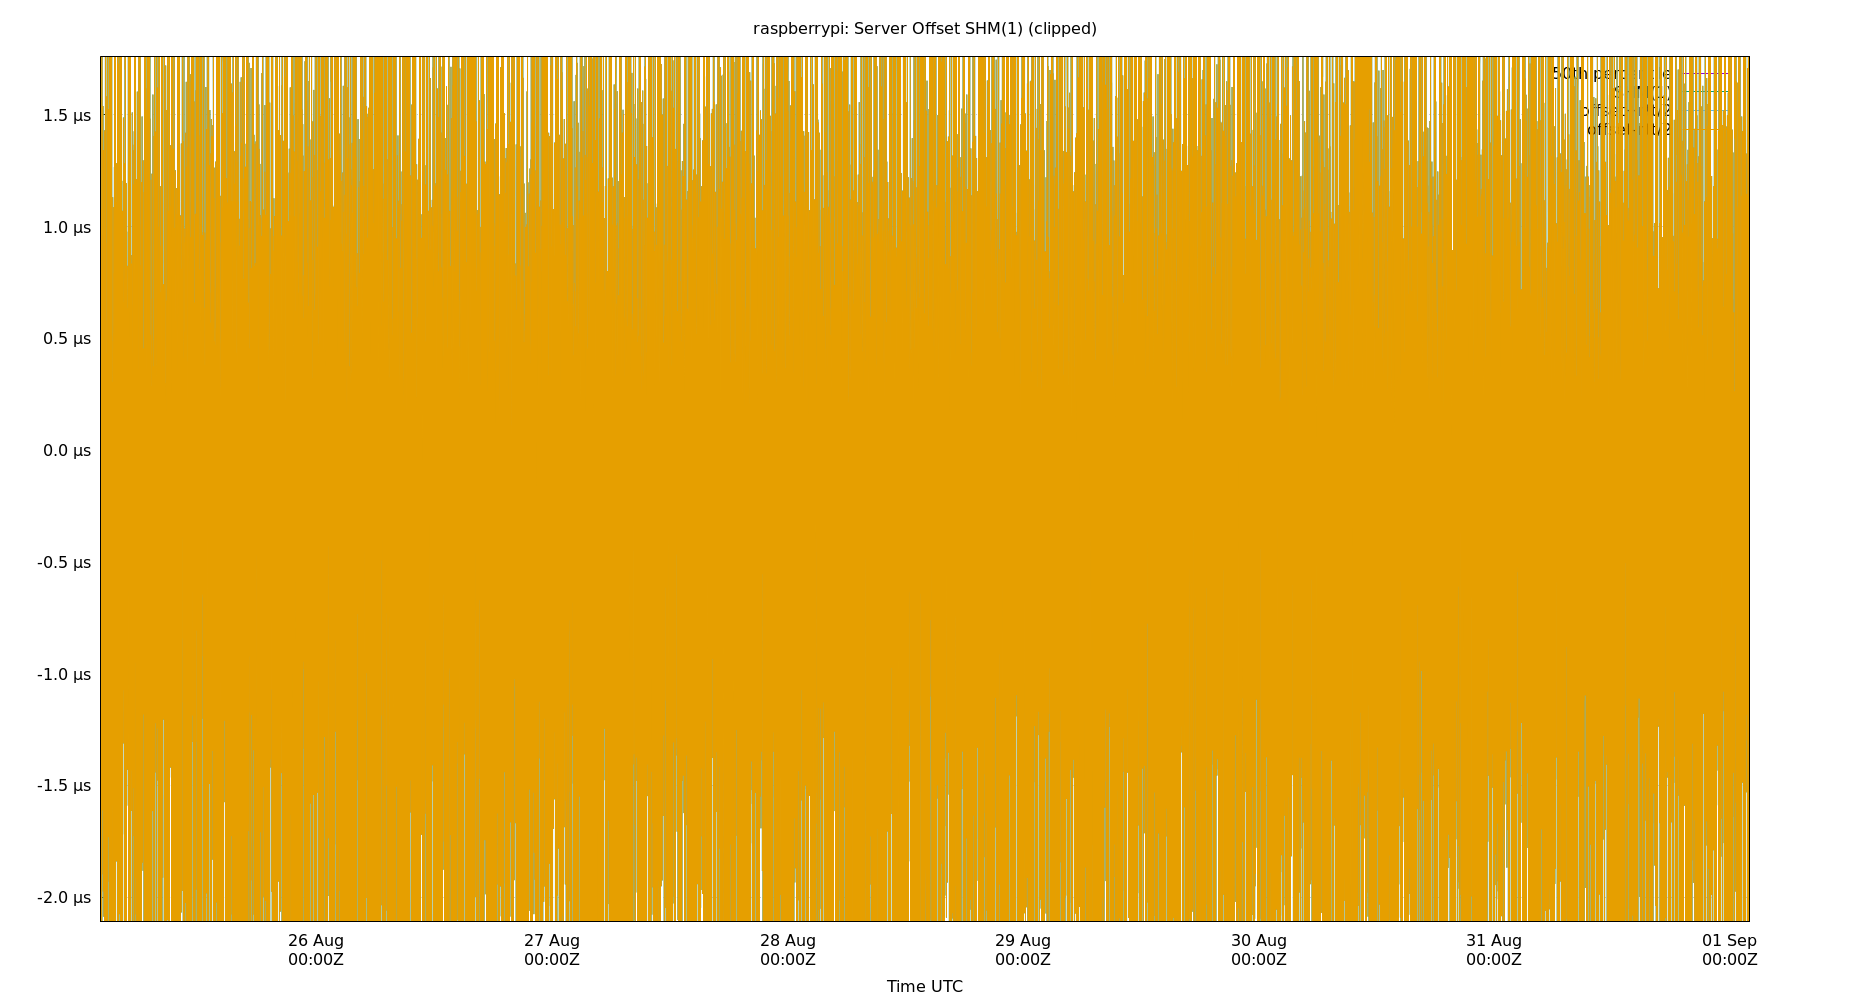 raspberrypi: Server Offset SHM(1) (clipped)
1.5 µs
1.0 µs
0.5 µs
0.0 µs
-0.5 µs
-1.0 µs
-1.5 µs
-2.0 µs
26 Aug 27 Aug 28 Aug 29 Aug 30 Aug 31 Aug 01 Sep
00:00Z 00:00Z 00:00Z 00:00Z 00:00Z 00:00Z 00:00Z
Time UTC